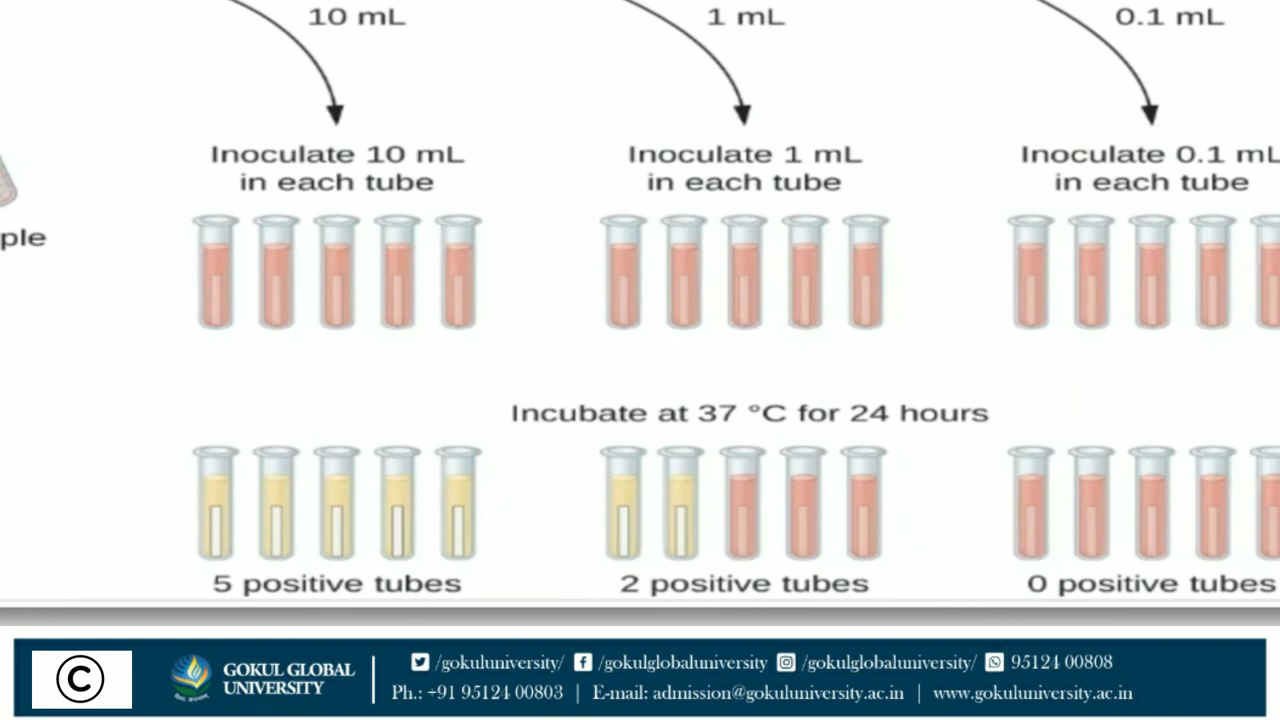 10 mL
1 mL
0.1 mL
Inoculate 10 mL
in each tube
Inoculate 1 mL
in each tube
Inoculate 0.1 mL
in each tube
ple
Incubate at 37 °C for 24 hours
5 positive tubes
2 positive tubes
0 positive tubes
©
GOKUL GLOBAL
UNIVERSITY
/gokuluniversity/ /gokulglobaluniversity /gokulglobaluniversity/ 95124 00808
Ph.: +91 95124 00803 | E-mail: admission@gokuluniversity.ac.in | www.gokuluniversity.ac.in